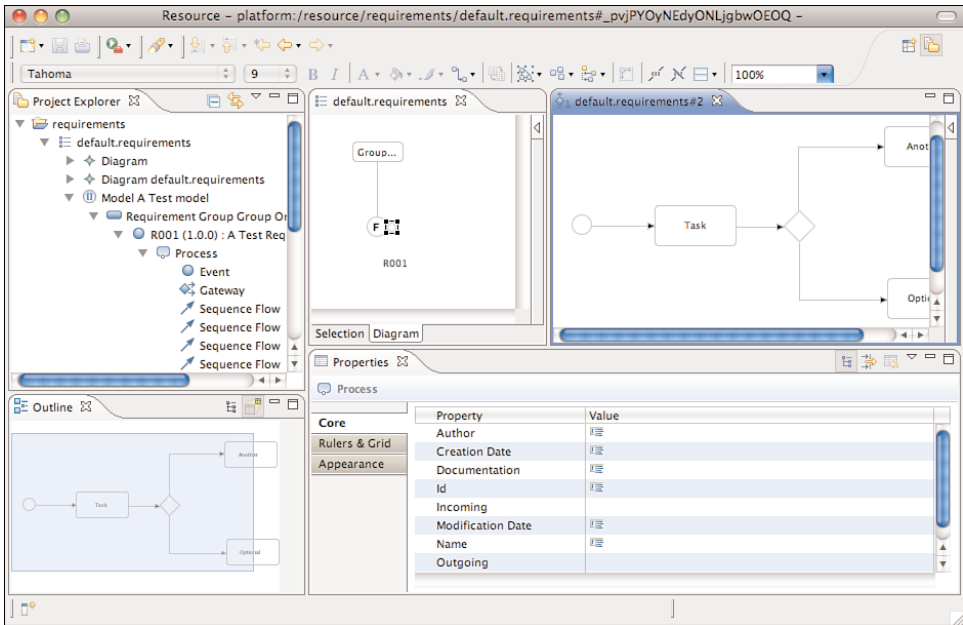 Resource – platform:/resource/requirements/default.requirements#_pvjPYOyNEdyONLjgbwOEOQ –
Tahoma 9 B I A 100%
Project Explorer
requirements
default.requirements
Diagram
Diagram default.requirements
Model A Test model
Requirement Group Group Or
R001 (1.0.0) : A Test Req
Process
Event
Gateway
Sequence Flow
Sequence Flow
Sequence Flow
Sequence Flow
default.requirements
Group...
F
R001
Selection Diagram
default.requirements#2
Anot
Task
Optio
Outline
Another
Task
Optional
Properties
Process
Core
Rulers & Grid
Appearance
Property Value
Author
Creation Date
Documentation
Id
Incoming
Modification Date
Name
Outgoing